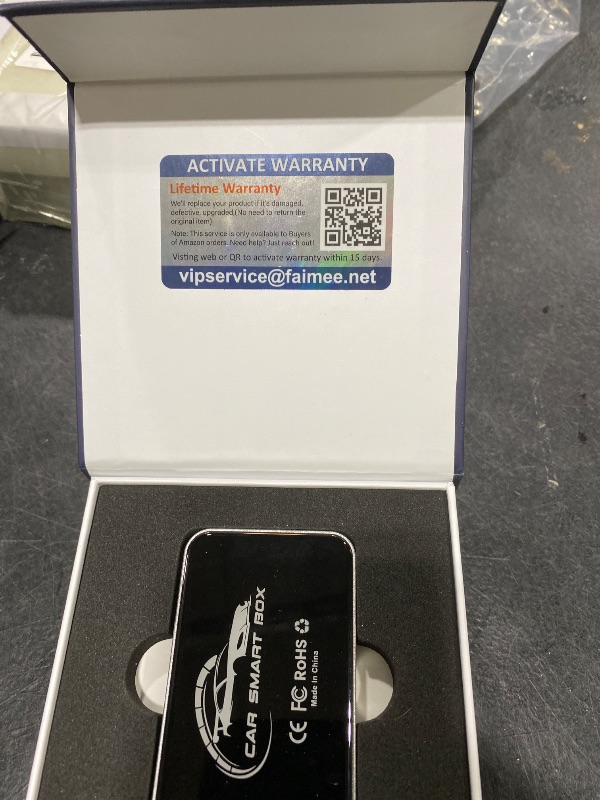 ACTIVATE WARRANTY
Lifetime Warranty
We'll replace your product if it's damaged,
defective, upgraded.(No need to return the
original item)
Note: This service is only available to Buyers
of Amazon orders. Need help? Just reach out!
Visting web or QR to activate warranty within 15 days.
vipservice@faimee.net
CAR SMART BOX
CE FC RoHS
Made In China